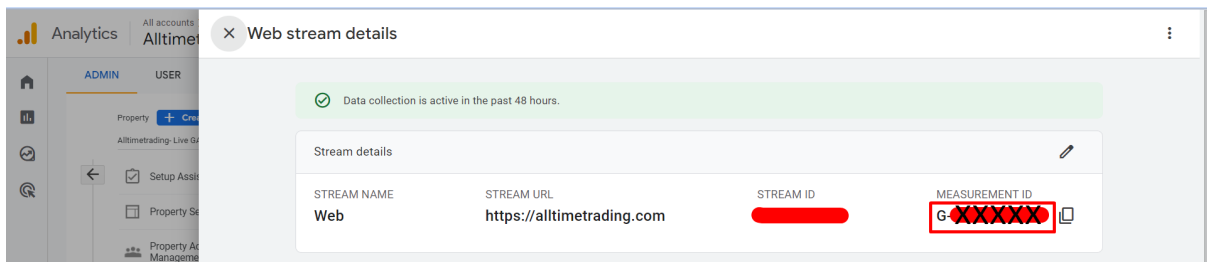 Analytics
All accounts
Alltimet
Web stream details
ADMIN
USER
Property
+ Crea
Alltimetrading- Live GA
Setup Assis
Property Se
Property Ac
Manageme
Data collection is active in the past 48 hours.
Stream details
STREAM NAME
STREAM URL
STREAM ID
MEASUREMENT ID
Web
https://alltimetrading.com
G-XXXXX